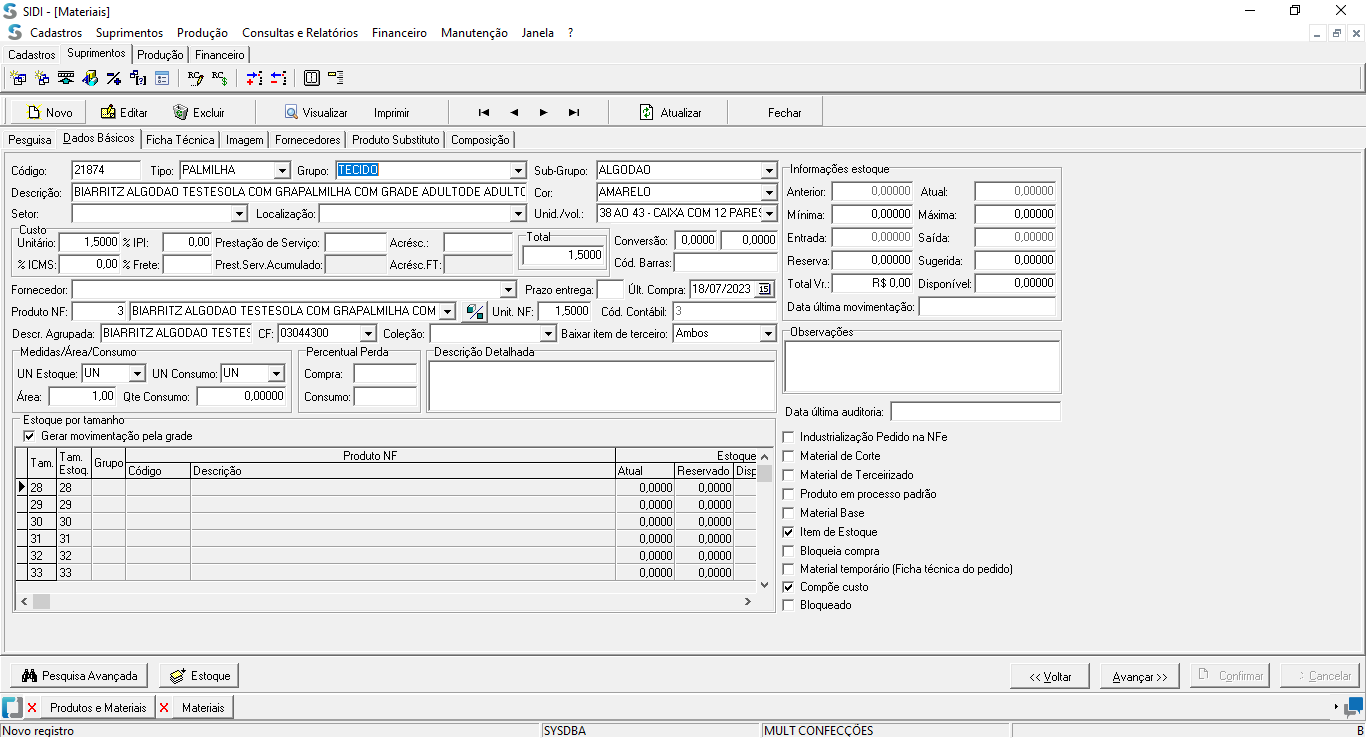 SIDI - [Materiais]
Cadastros Suprimentos Produção Consultas e Relatórios Financeiro Manutenção Janela ?
Cadastros Suprimentos Produção Financeiro
Novo Editar Excluir Visualizar Imprimir Atualizar Fechar
Pesquisa Dados Básicos Ficha Técnica Imagem Fornecedores Produto Substituto Composição
Código: 21874 Tipo: PALMILHA Grupo: TECIDO Sub-Grupo: ALGODAO
Descrição: BIARRITZ ALGODAO TESTESOLA COM GRAPALMILHA COM GRADE ADULTODE ADULTO Cor: AMARELO
Setor: Localização: Unid./vol.: 38 AO 43 - CAIXA COM 12 PARES
Custo
Unitário: 1,5000 % IPI: 0,00 Prestação de Serviço: Acrésc.: Total 1,5000 Conversão: 0,0000 0,0000
% ICMS: 0,00 % Frete: Prest.Serv.Acumulado: Acrésc.FT: Cód. Barras:
Fornecedor: Prazo entrega: Últ. Compra: 18/07/2023 15
Produto NF: 3 BIARRITZ ALGODAO TESTESOLA COM GRAPALMILHA COM Unit. NF: 1,5000 Cód. Contábil: 3
Descr. Agrupada: BIARRITZ ALGODAO TESTES CF: 03044300 Coleção: Baixar item de terceiro: Ambos
Medidas/Área/Consumo
UN Estoque: UN UN Consumo: UN
Área: 1,00 Qte Consumo: 0,00000
Percentual Perda
Compra:
Consumo:
Descrição Detalhada
Estoque por tamanho
Gerar movimentação pela grade
Produto NF Estoque
Tam. Tam. Estoq. Grupo Código Descrição Atual Reservado Disp
28 28 0,0000 0,0000
29 29 0,0000 0,0000
30 30 0,0000 0,0000
31 31 0,0000 0,0000
32 32 0,0000 0,0000
33 33 0,0000 0,0000
Informações estoque
Anterior: 0,00000 Atual: 0,00000
Mínima: 0,00000 Máxima: 0,00000
Entrada: 0,00000 Saída: 0,00000
Reserva: 0,00000 Sugerida: 0,00000
Total Vr.: R$ 0,00 Disponível: 0,00000
Data última movimentação:
Observações
Data última auditoria:
Industrialização Pedido na NFe
Material de Corte
Material de Terceirizado
Produto em processo padrão
Material Base
Item de Estoque
Bloqueia compra
Material temporário (Ficha técnica do pedido)
Compõe custo
Bloqueado
Pesquisa Avançada Estoque << Voltar Avançar >> Confirmar Cancelar
Produtos e Materiais Materiais
Novo registro SYSDBA MULT CONFECÇÕES B